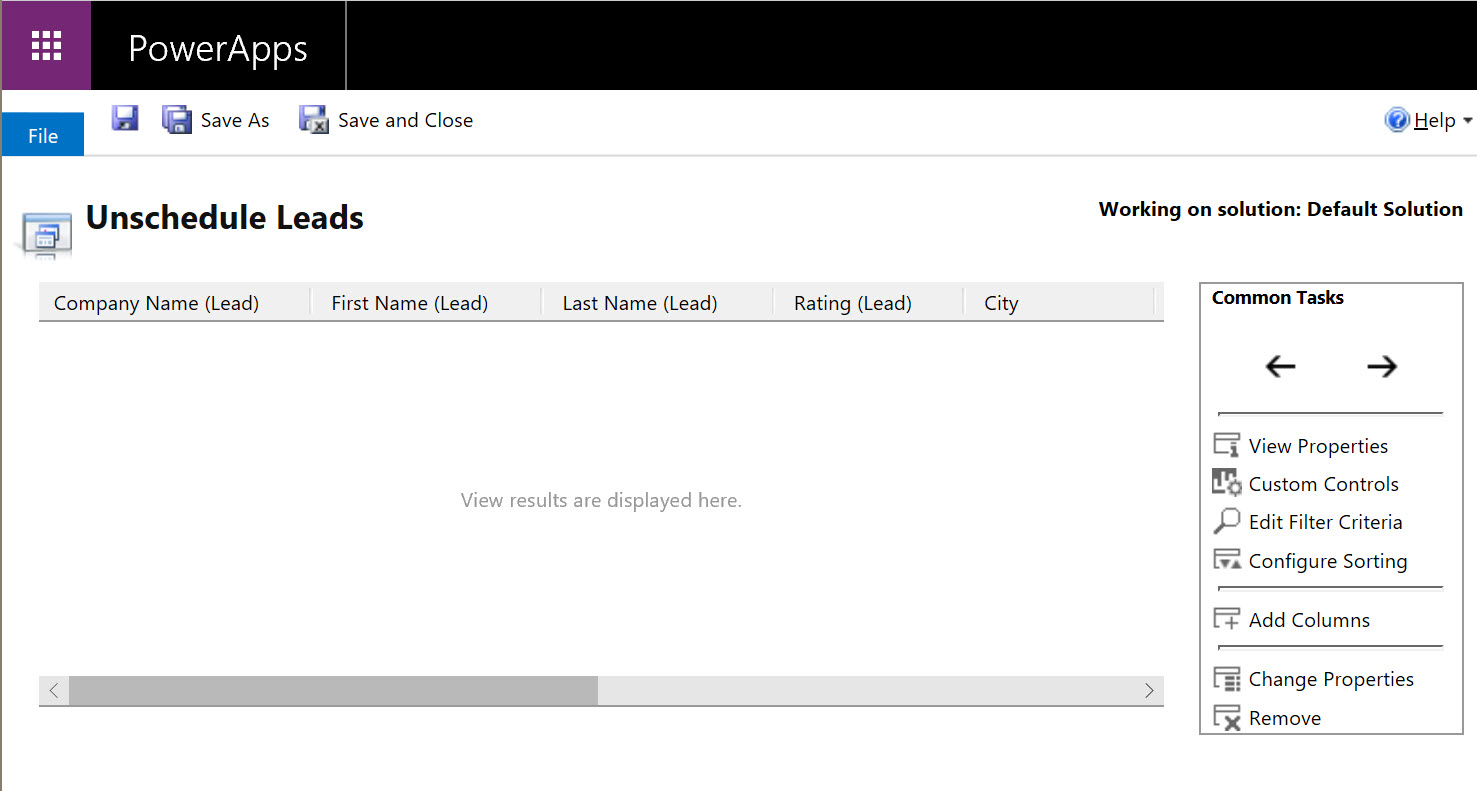 PowerApps
File
Save As
Save and Close
Help
Unschedule Leads
Working on solution: Default Solution
Company Name (Lead) First Name (Lead) Last Name (Lead) Rating (Lead) City
View results are displayed here.
Common Tasks
View Properties
Custom Controls
Edit Filter Criteria
Configure Sorting
Add Columns
Change Properties
Remove